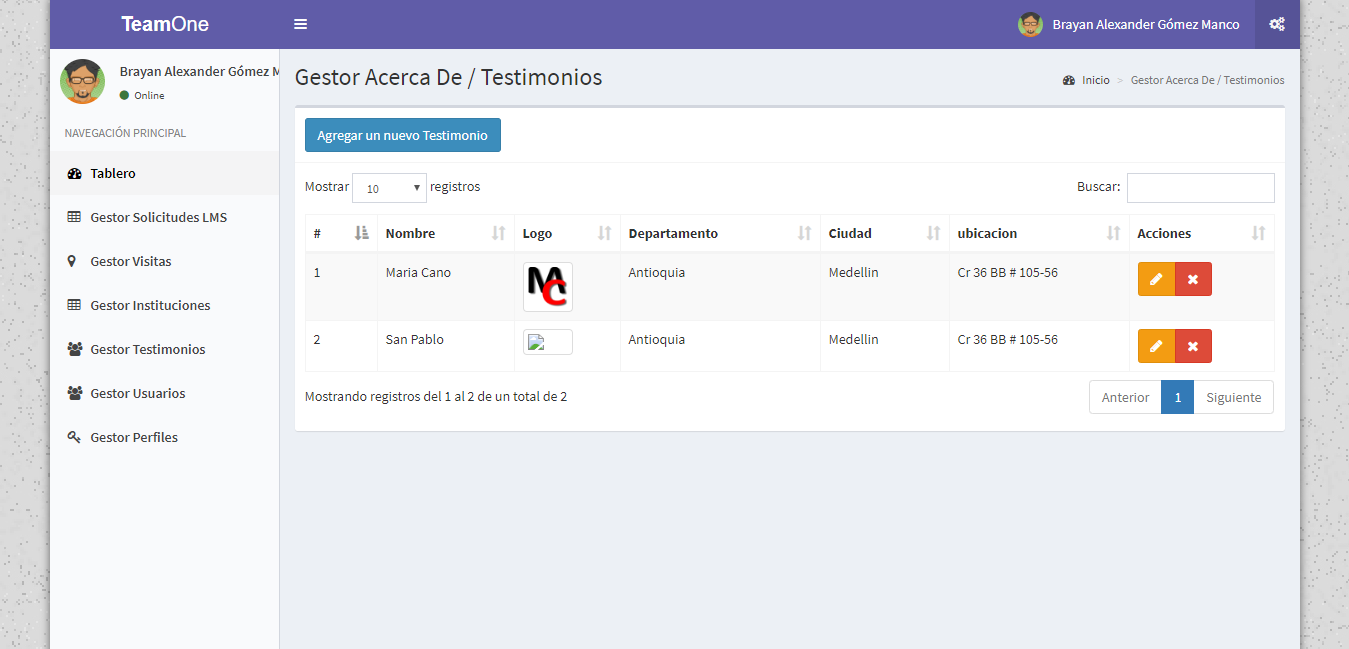 TeamOne
Brayan Alexander Gómez Manco
Brayan Alexander Gómez M
Online
NAVEGACIÓN PRINCIPAL
Tablero
Gestor Solicitudes LMS
Gestor Visitas
Gestor Instituciones
Gestor Testimonios
Gestor Usuarios
Gestor Perfiles
Gestor Acerca De / Testimonios
Inicio > Gestor Acerca De / Testimonios
Agregar un nuevo Testimonio
Mostrar 10 registros
Buscar:
# Nombre Logo Departamento Ciudad ubicacion Acciones
1 Maria Cano MC Antioquia Medellin Cr 36 BB # 105-56
2 San Pablo Antioquia Medellin Cr 36 BB # 105-56
Mostrando registros del 1 al 2 de un total de 2
Anterior 1 Siguiente